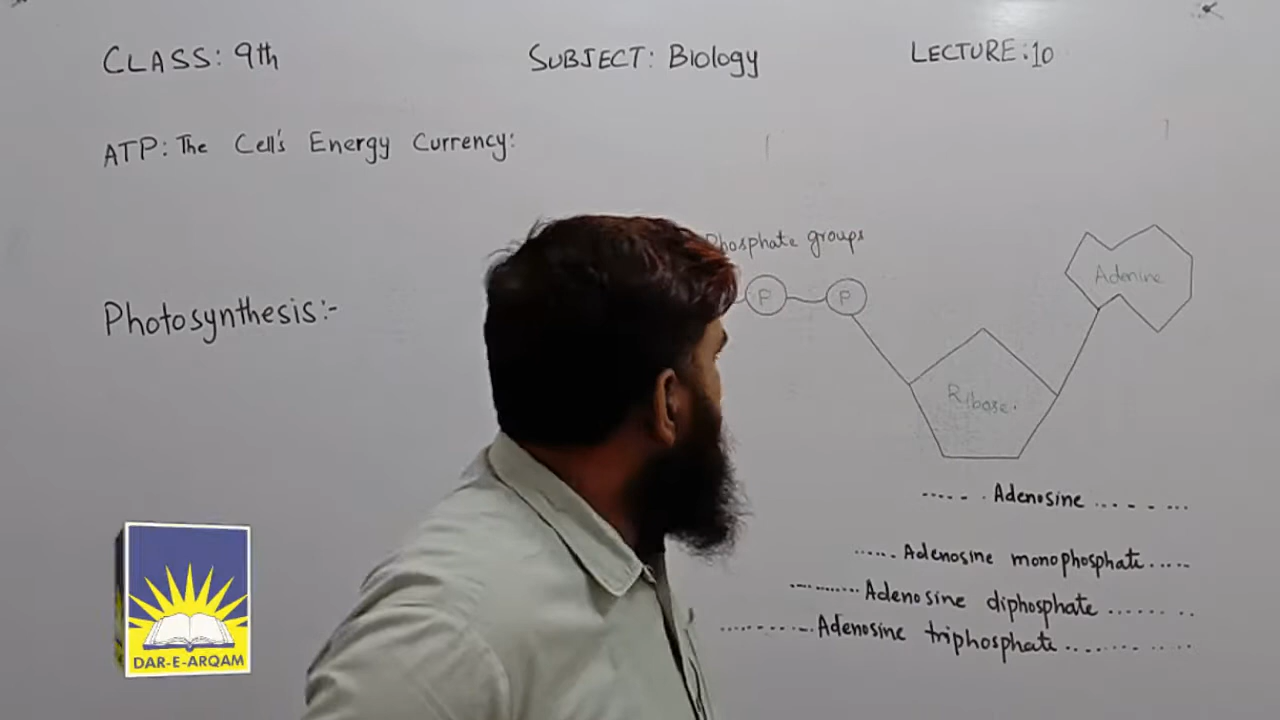 CLASS: 9th SUBJECT: Biology LECTURE: 10
ATP: The Cell's Energy Currency:
Phosphate groups
Adenine
P P
Photosynthesis:-
Ribose.
...... Adenosine .......
...... Adenosine monophosphate.....
.......... Adenosine diphosphate .......
.......... Adenosine triphosphate............
DAR-E-ARQAM